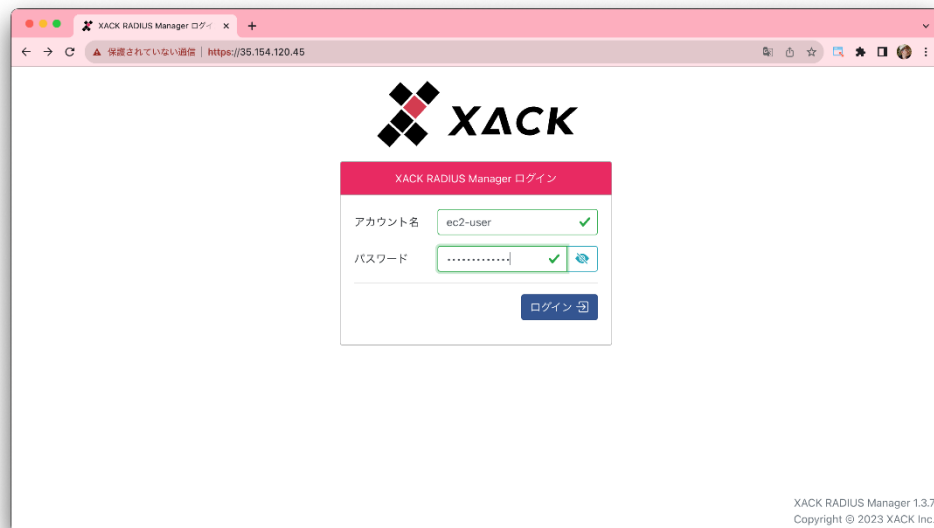 XACK RADIUS Manager ログイ
保護されていない通信 | https://35.154.120.45
XACK
XACK RADIUS Manager ログイン
アカウント名 ec2-user
パスワード ·············
ログイン
XACK RADIUS Manager 1.3.7
Copyright © 2023 XACK Inc.